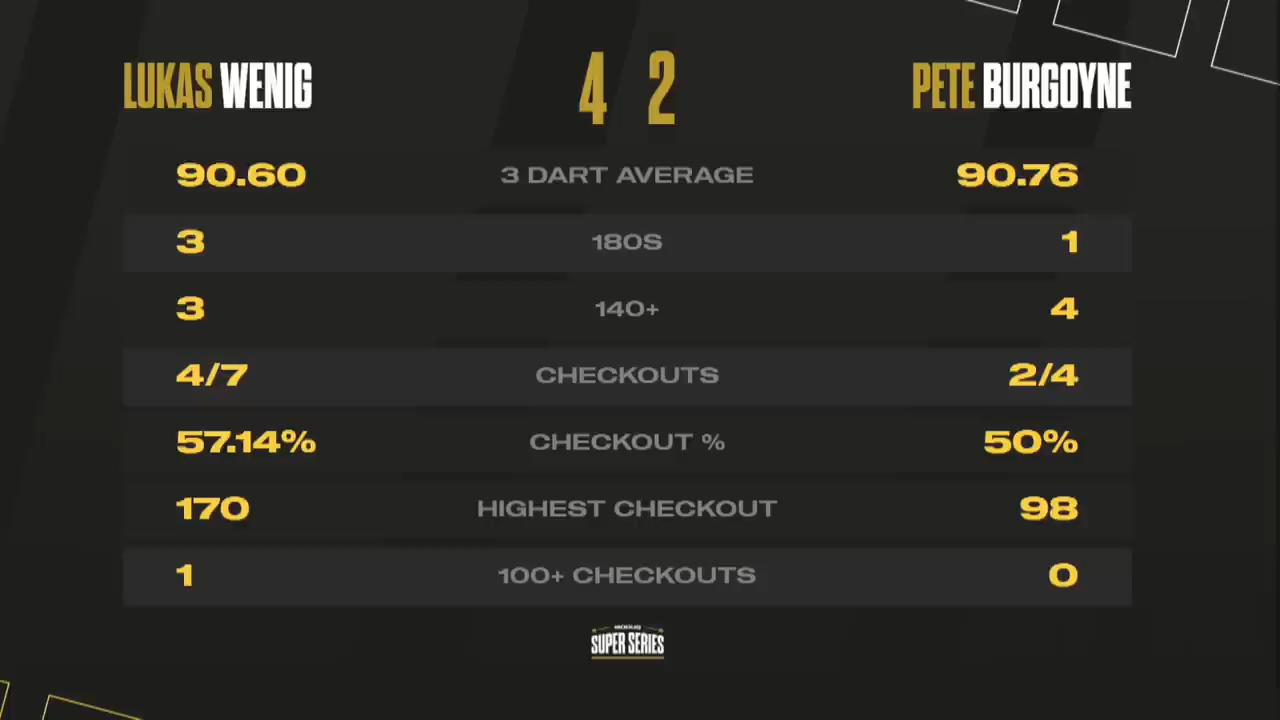 LUKAS WENIG 4 2 PETE BURGOYNE
90.60 3 DART AVERAGE 90.76
3 180S 1
3 140+ 4
4/7 CHECKOUTS 2/4
57.14% CHECKOUT % 50%
170 HIGHEST CHECKOUT 98
1 100+ CHECKOUTS 0
MODUS
SUPER SERIES